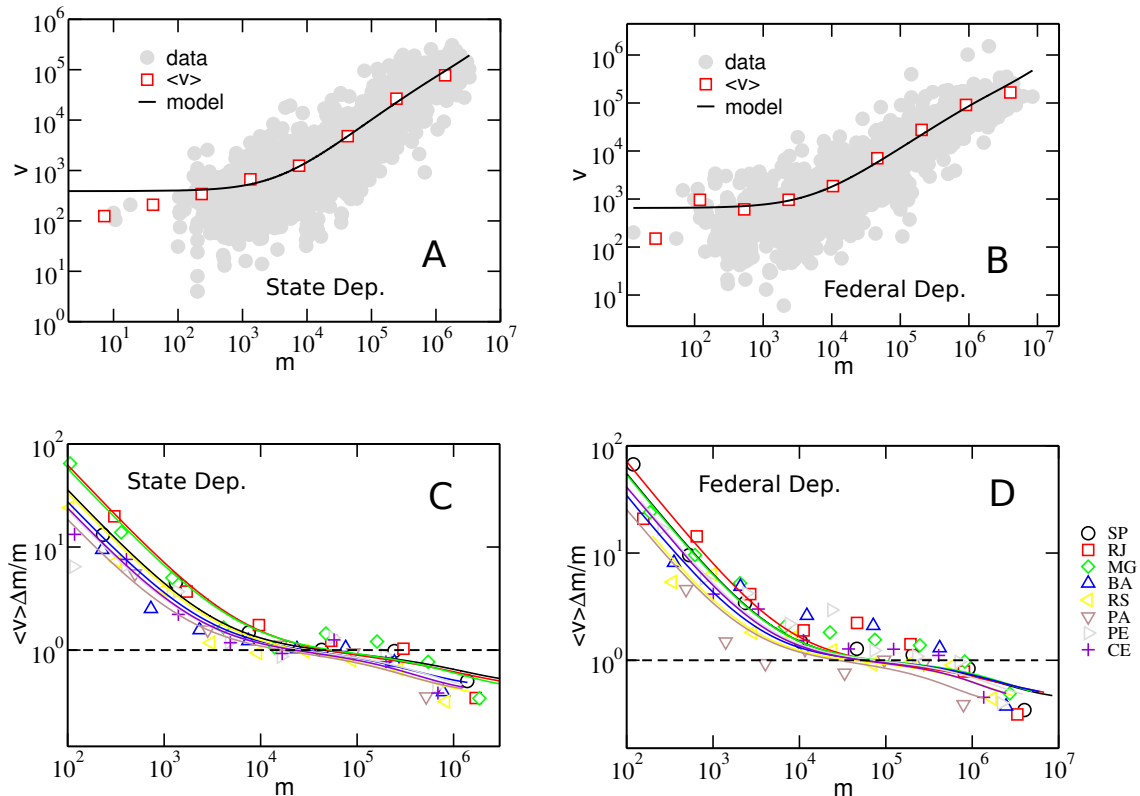 10^6
10^5
10^4
10^3
10^2
10^1
10^0
v
data
<v>
model
A
State Dep.
10^1 10^2 10^3 10^4 10^5 10^6 10^7
m
10^6
10^5
10^4
10^3
10^2
10^1
v
data
<v>
model
B
Federal Dep.
10^2 10^3 10^4 10^5 10^6 10^7
m
10^2
10^1
10^0
<v>Δm/m
State Dep.
C
10^2 10^3 10^4 10^5 10^6
m
10^2
10^1
10^0
<v>Δm/m
Federal Dep.
D
10^2 10^3 10^4 10^5 10^6 10^7
m
SP
RJ
MG
BA
RS
PA
PE
CE